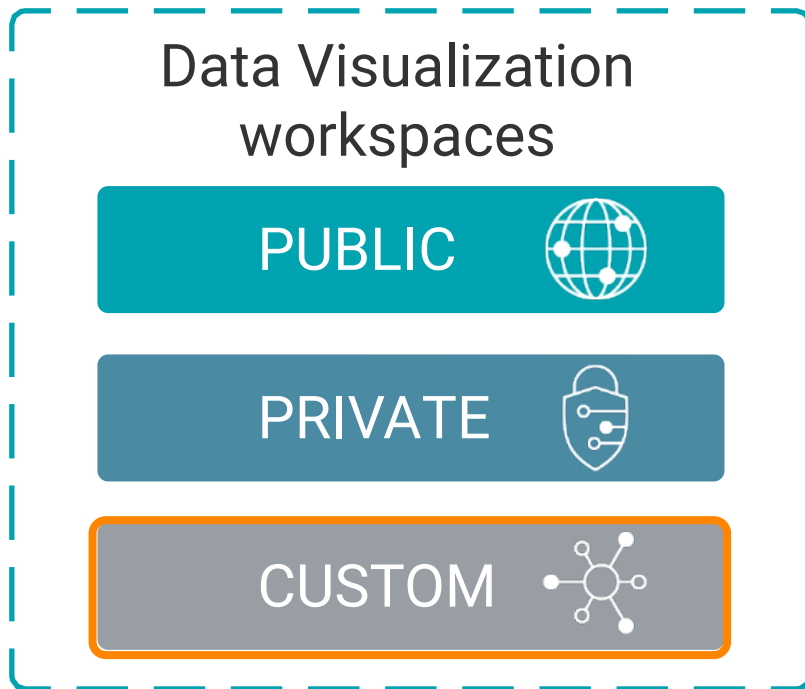 Data Visualization
workspaces
PUBLIC
PRIVATE
CUSTOM